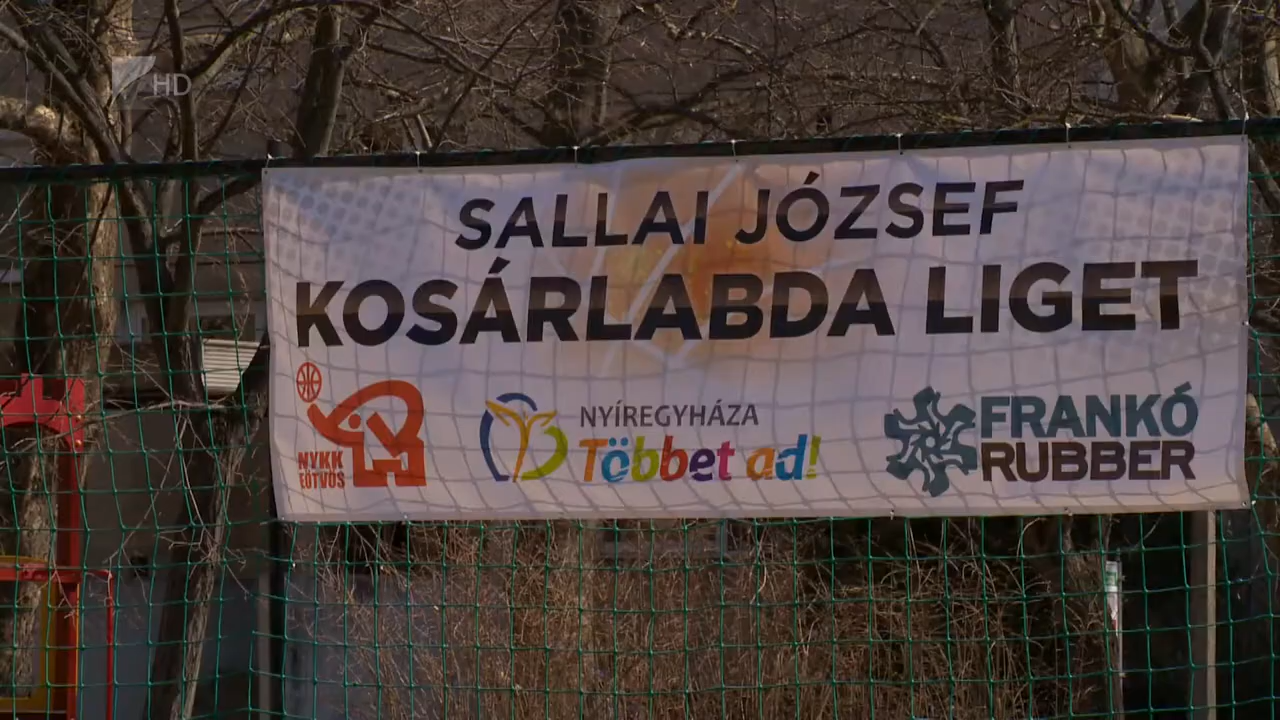 HD
SALLAI JÓZSEF
KOSÁRLABDA LIGET
NYKK
EÖTVÖS
NYÍREGYHÁZA
Többet ad!
FRANKÓ
RUBBER